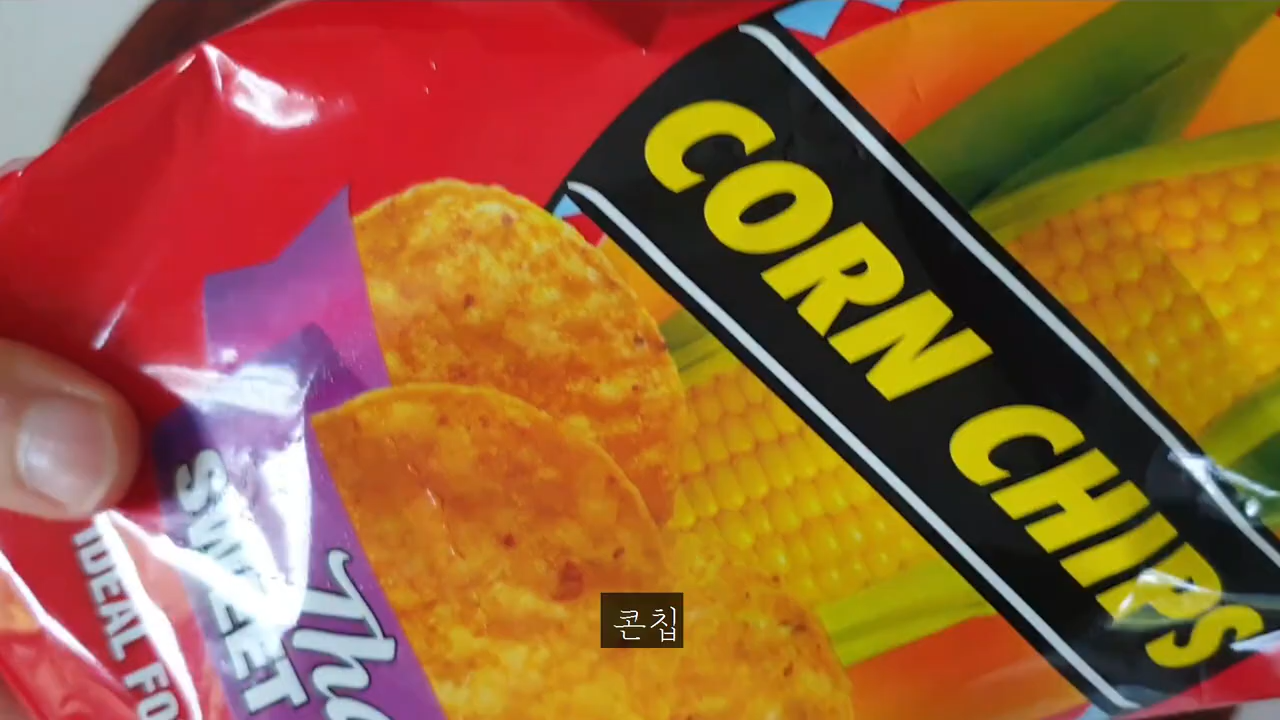 CORN CHIPS
SWEET
Tha
IDEAL FO
콘칩